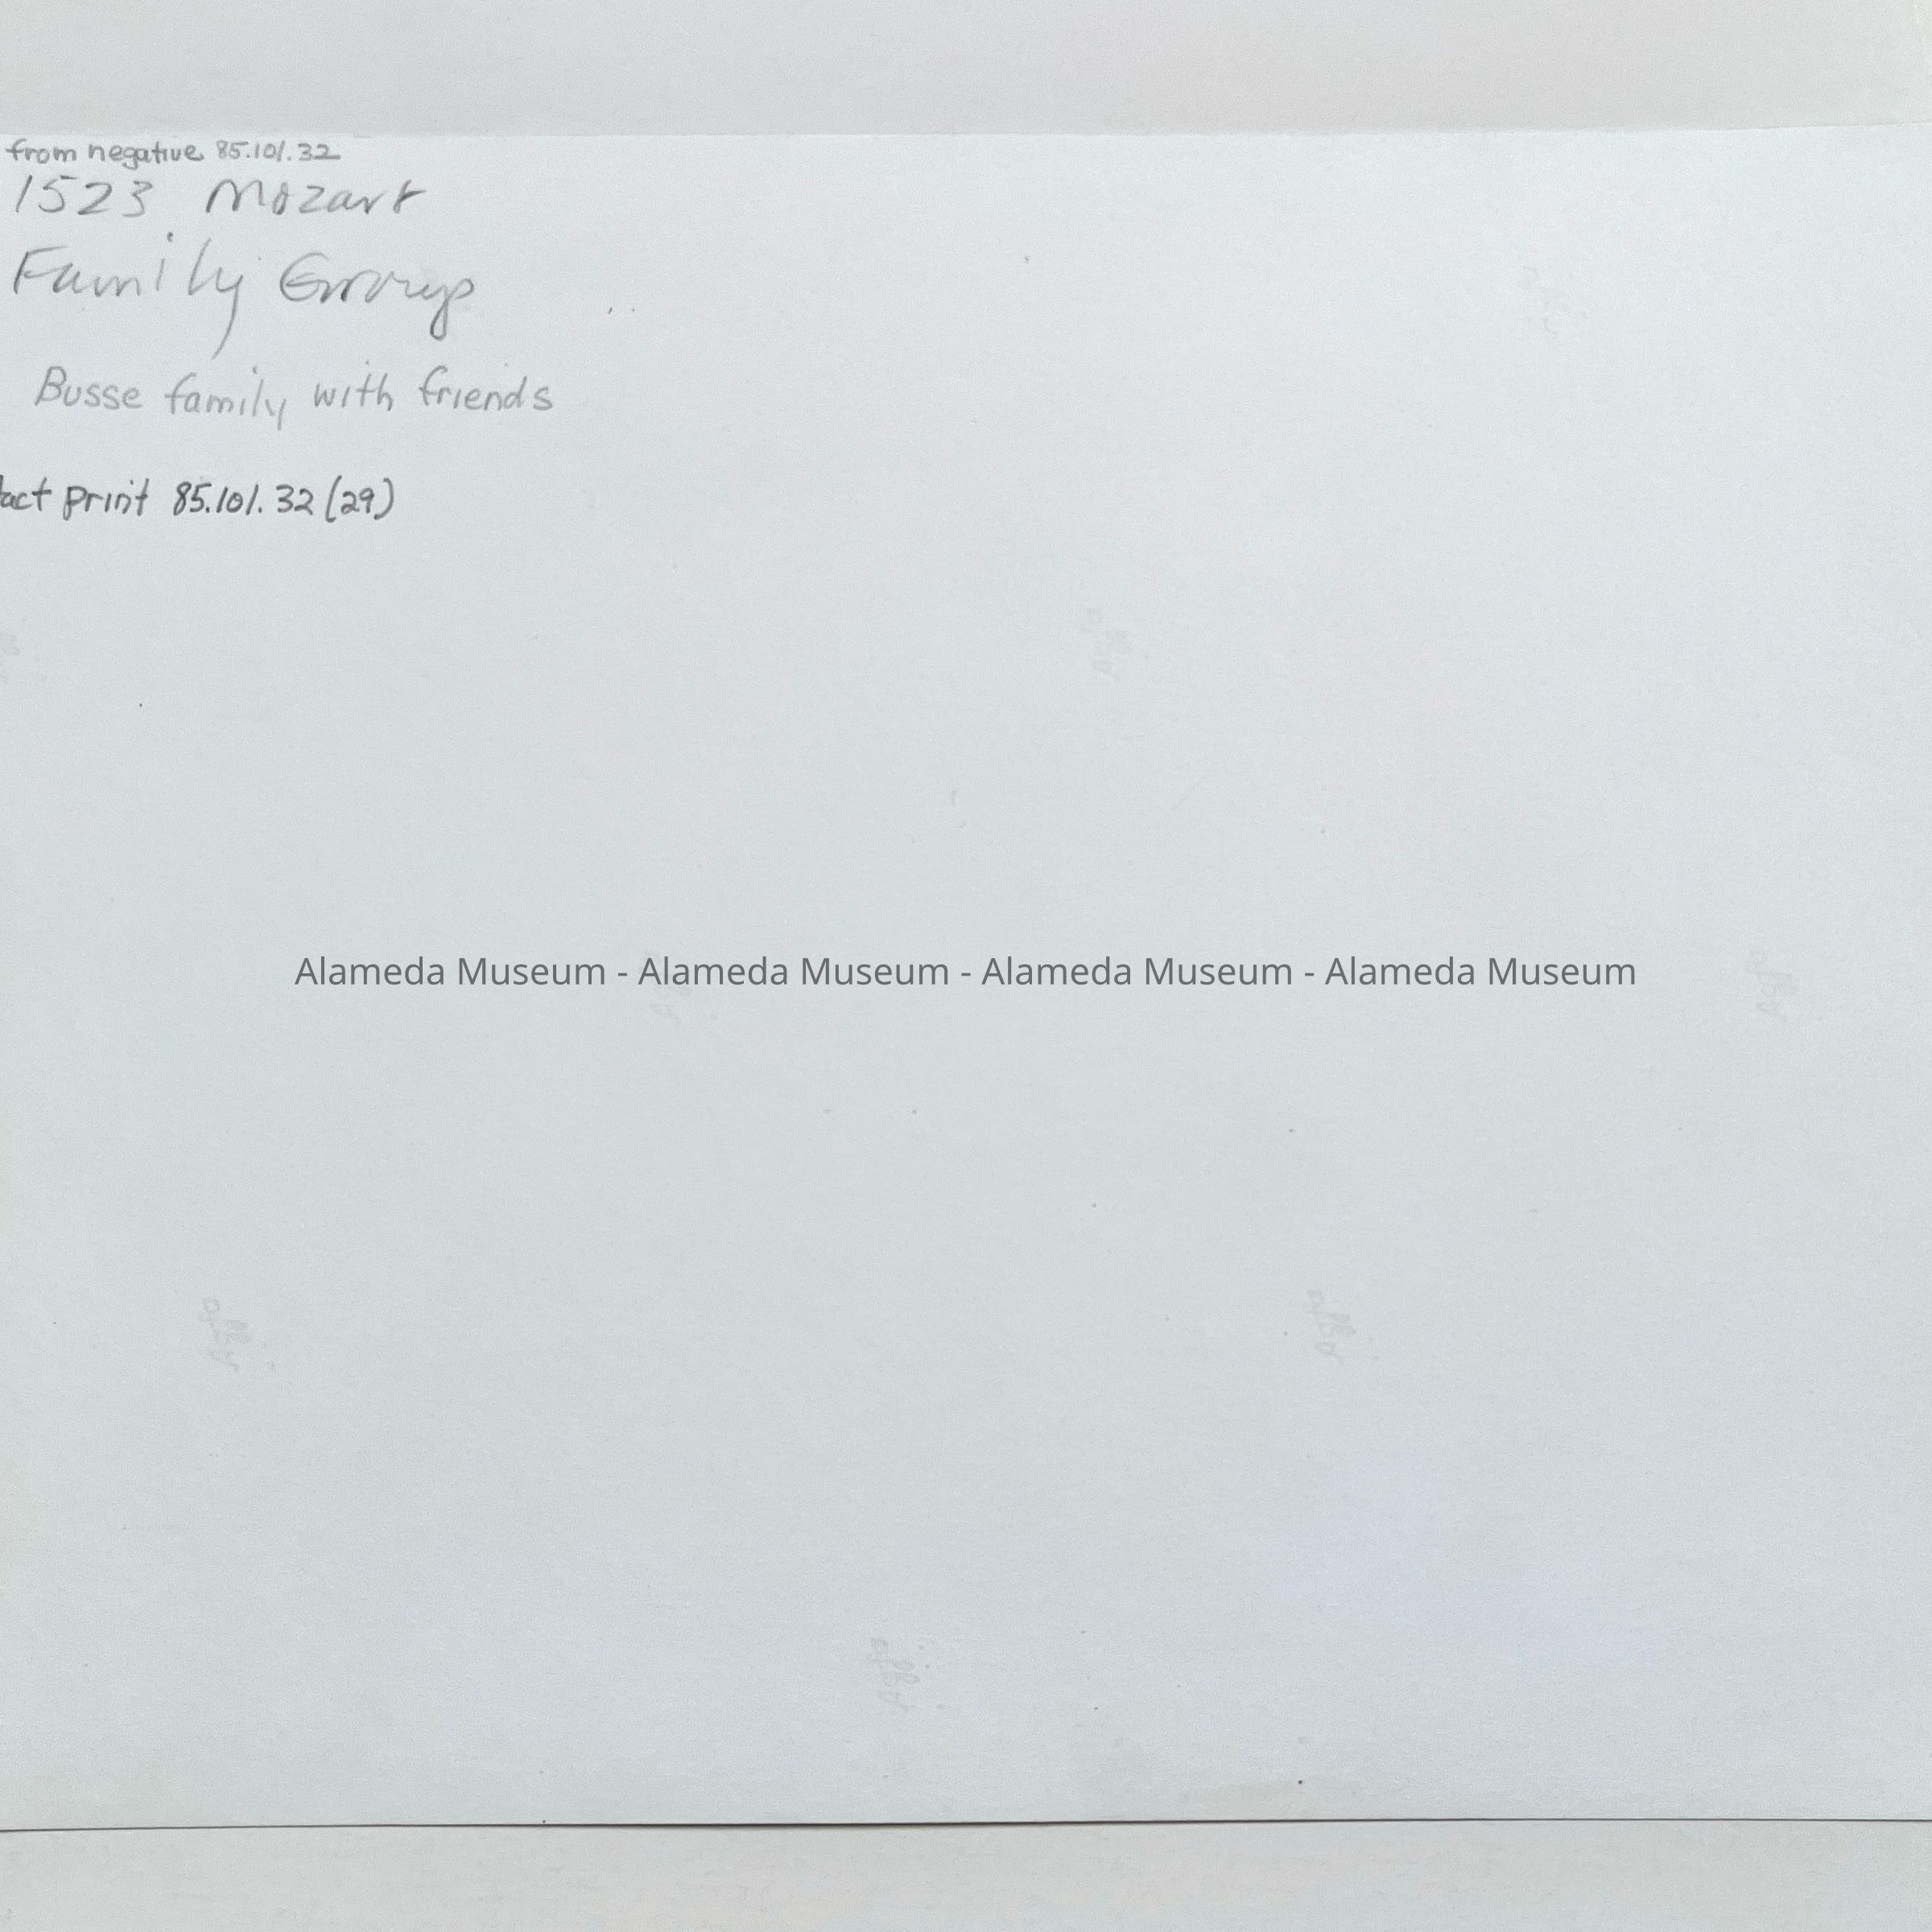 from negative 85.101.32
1523 Mozart
Family Group
Busse family with friends
tact print 85.101.32 (29)
Alameda Museum - Alameda Museum - Alameda Museum - Alameda Museum